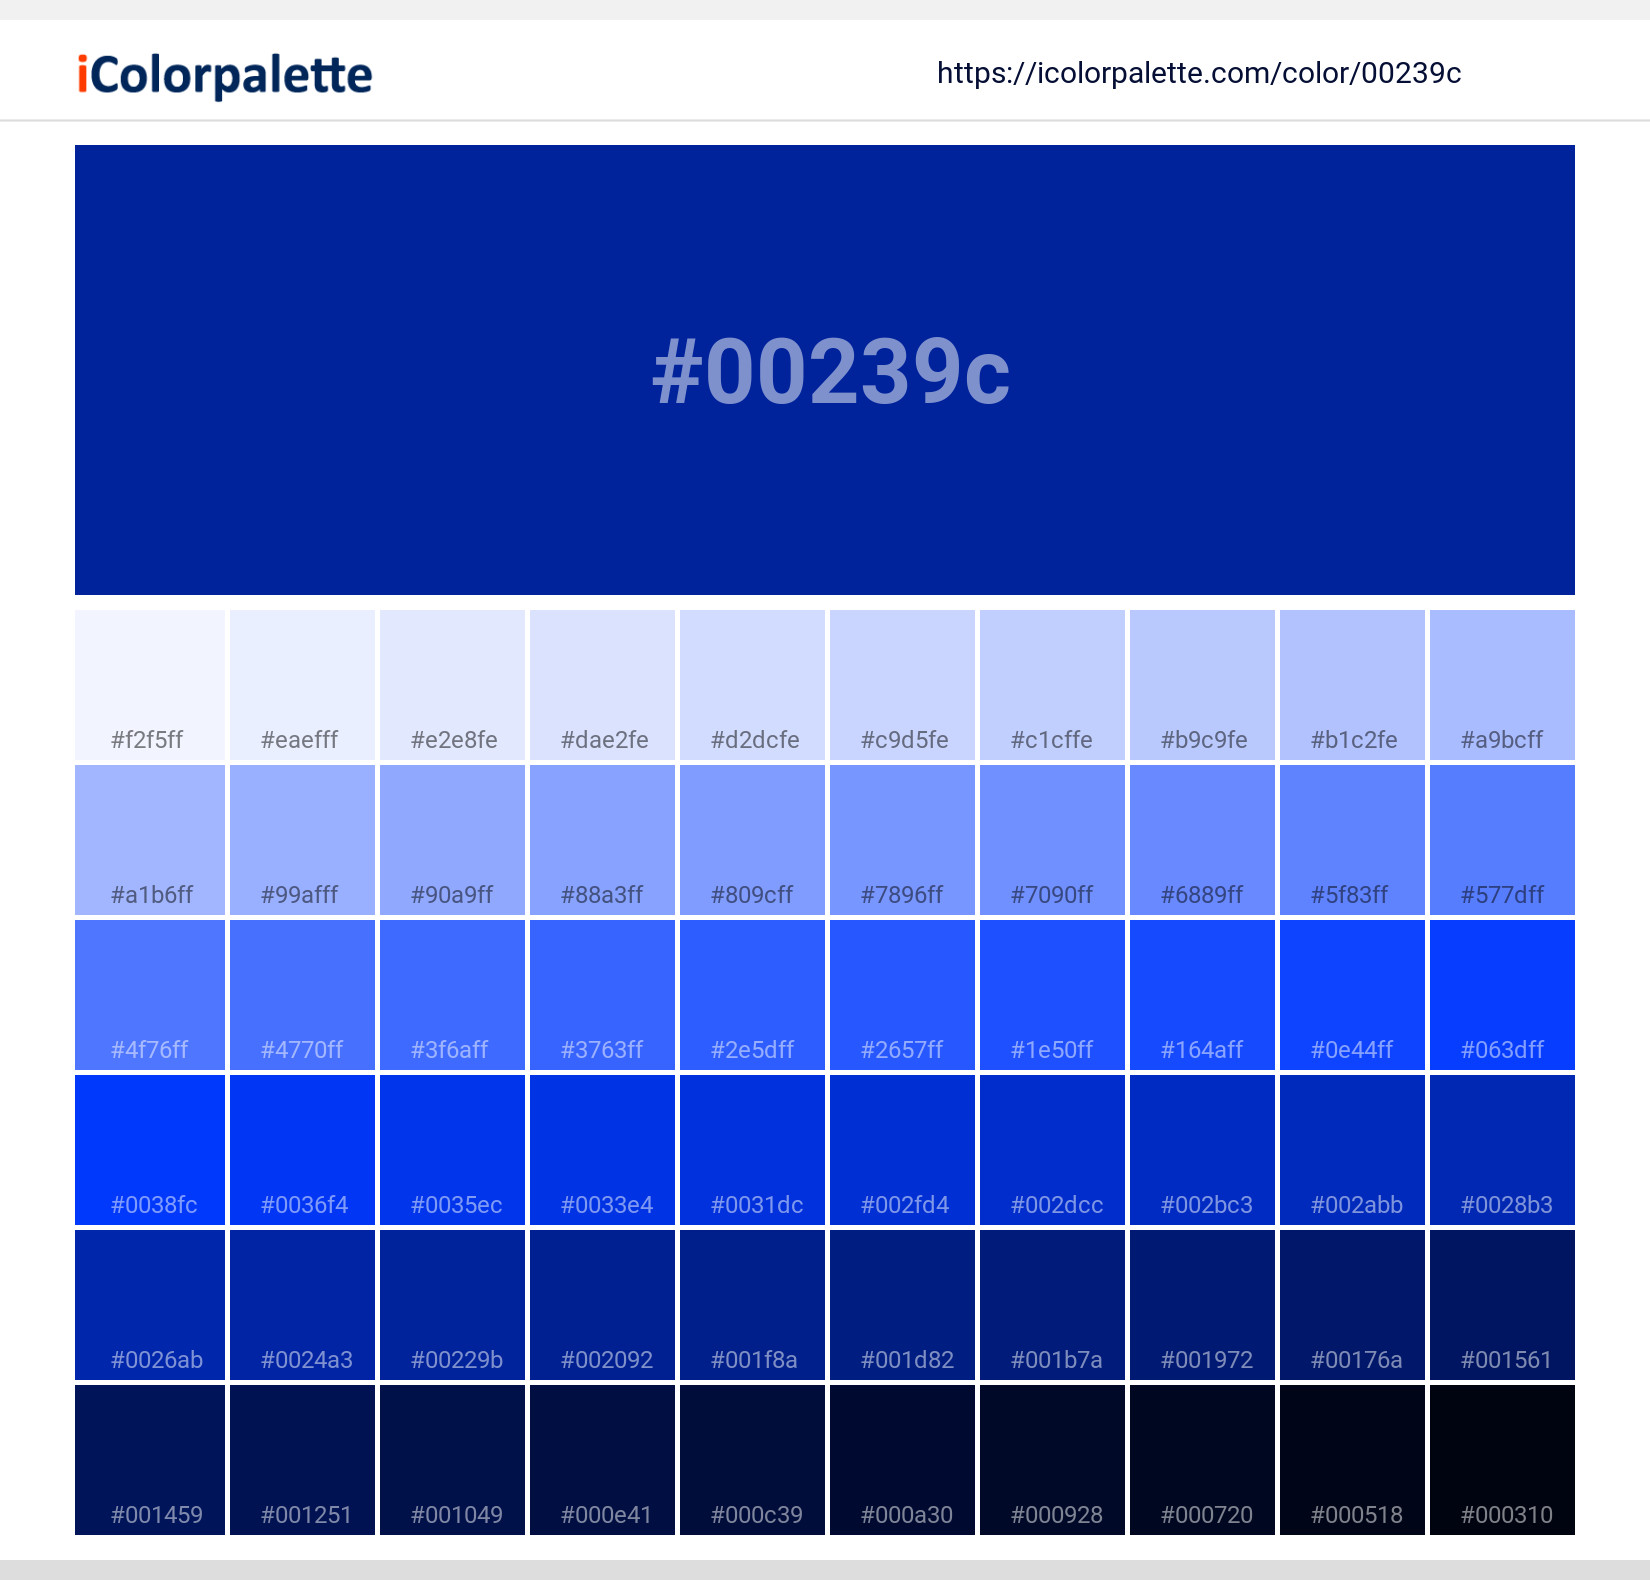 iColorpalette
https://icolorpalette.com/color/00239c
#00239c
#f2f5ff #eaefff #e2e8fe #dae2fe #d2dcfe #c9d5fe #c1cffe #b9c9fe #b1c2fe #a9bcff
#a1b6ff #99afff #90a9ff #88a3ff #809cff #7896ff #7090ff #6889ff #5f83ff #577dff
#4f76ff #4770ff #3f6aff #3763ff #2e5dff #2657ff #1e50ff #164aff #0e44ff #063dff
#0038fc #0036f4 #0035ec #0033e4 #0031dc #002fd4 #002dcc #002bc3 #002abb #0028b3
#0026ab #0024a3 #00229b #002092 #001f8a #001d82 #001b7a #001972 #00176a #001561
#001459 #001251 #001049 #000e41 #000c39 #000a30 #000928 #000720 #000518 #000310